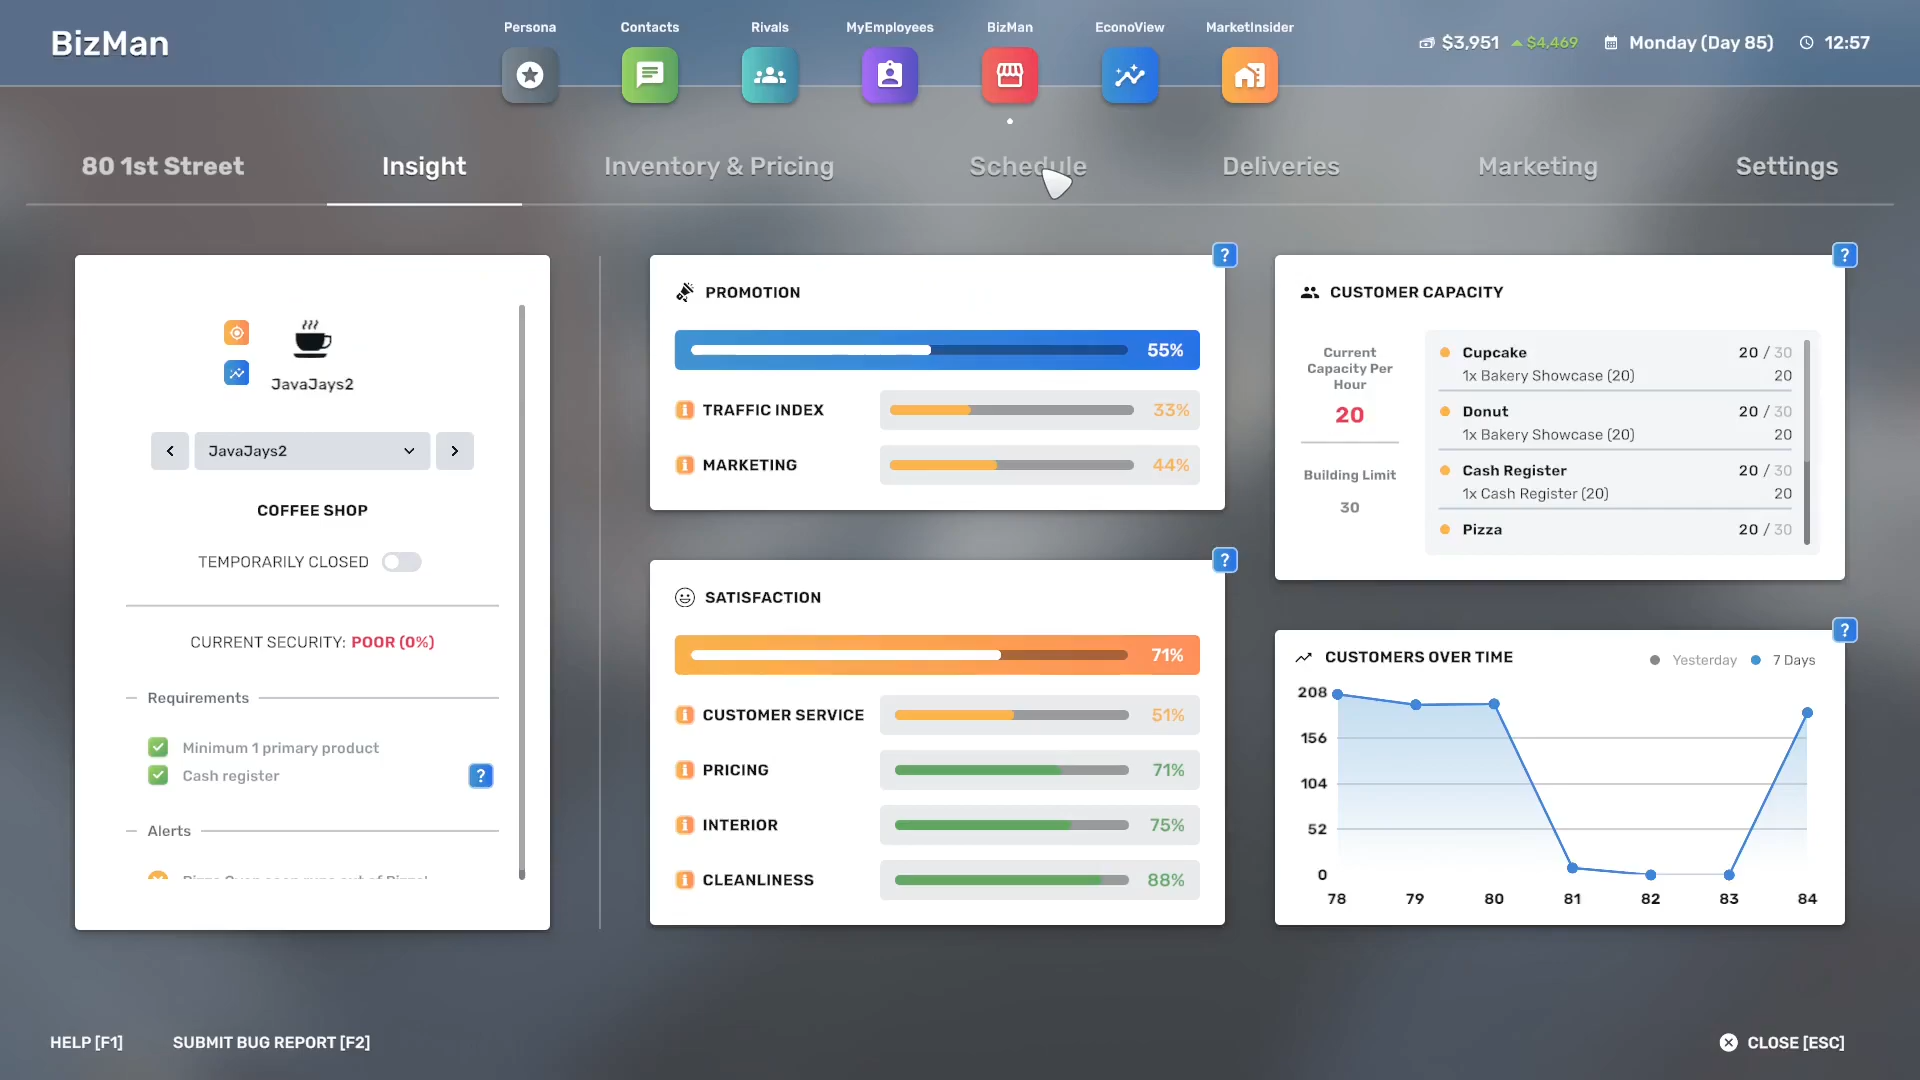 BizMan
Persona
Contacts
Rivals
MyEmployees
BizMan
EconoView
MarketInsider
$3,951 $4,469 Monday (Day 85) 12:57
80 1st Street
Insight
Inventory & Pricing
Schedule
Deliveries
Marketing
Settings
JavaJays2
< JavaJays2 >
COFFEE SHOP
TEMPORARILY CLOSED
CURRENT SECURITY: POOR (0%)
Requirements
Minimum 1 primary product
Cash register
?
Alerts
?
PROMOTION
55%
TRAFFIC INDEX 33%
MARKETING 44%
?
SATISFACTION
71%
CUSTOMER SERVICE 51%
PRICING 71%
INTERIOR 75%
CLEANLINESS 88%
?
CUSTOMER CAPACITY
Current
Capacity Per
Hour
20
Building Limit
30
Cupcake 20 / 30
1x Bakery Showcase (20) 20
Donut 20 / 30
1x Bakery Showcase (20) 20
Cash Register 20 / 30
1x Cash Register (20) 20
Pizza 20 / 30
?
CUSTOMERS OVER TIME
Yesterday 7 Days
208
156
104
52
0
78 79 80 81 82 83 84
HELP [F1]
SUBMIT BUG REPORT [F2]
CLOSE [ESC]